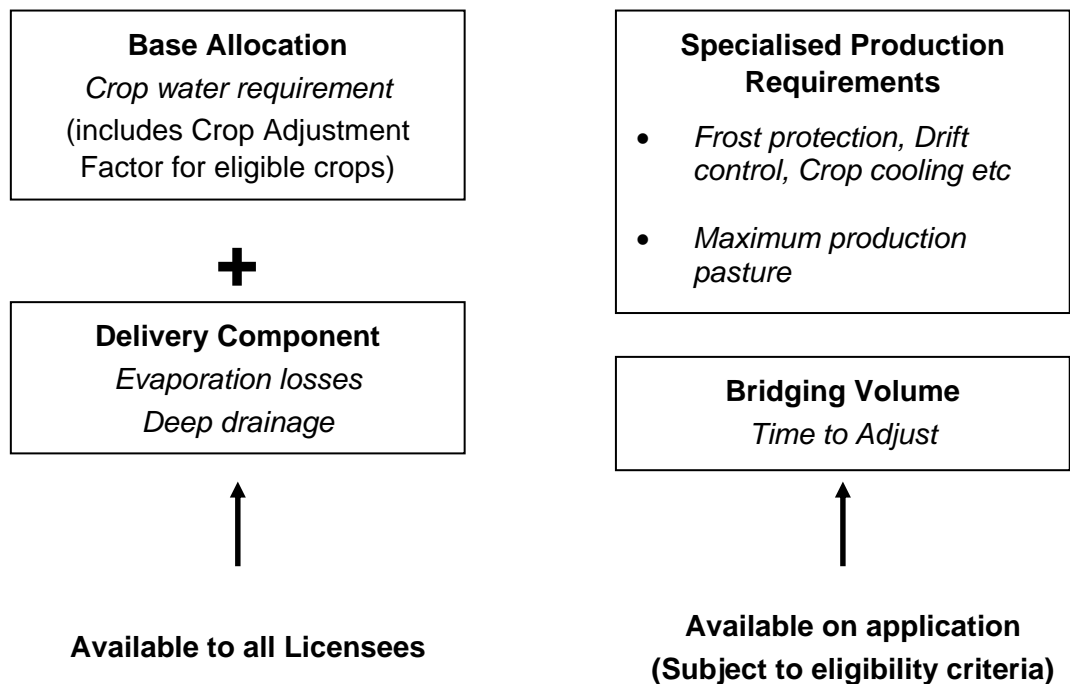 Base Allocation
Crop water requirement
(includes Crop Adjustment
Factor for eligible crops)
+
Delivery Component
Evaporation losses
Deep drainage
Available to all Licensees
Specialised Production
Requirements
• Frost protection, Drift
control, Crop cooling etc
• Maximum production
pasture
Bridging Volume
Time to Adjust
Available on application
(Subject to eligibility criteria)